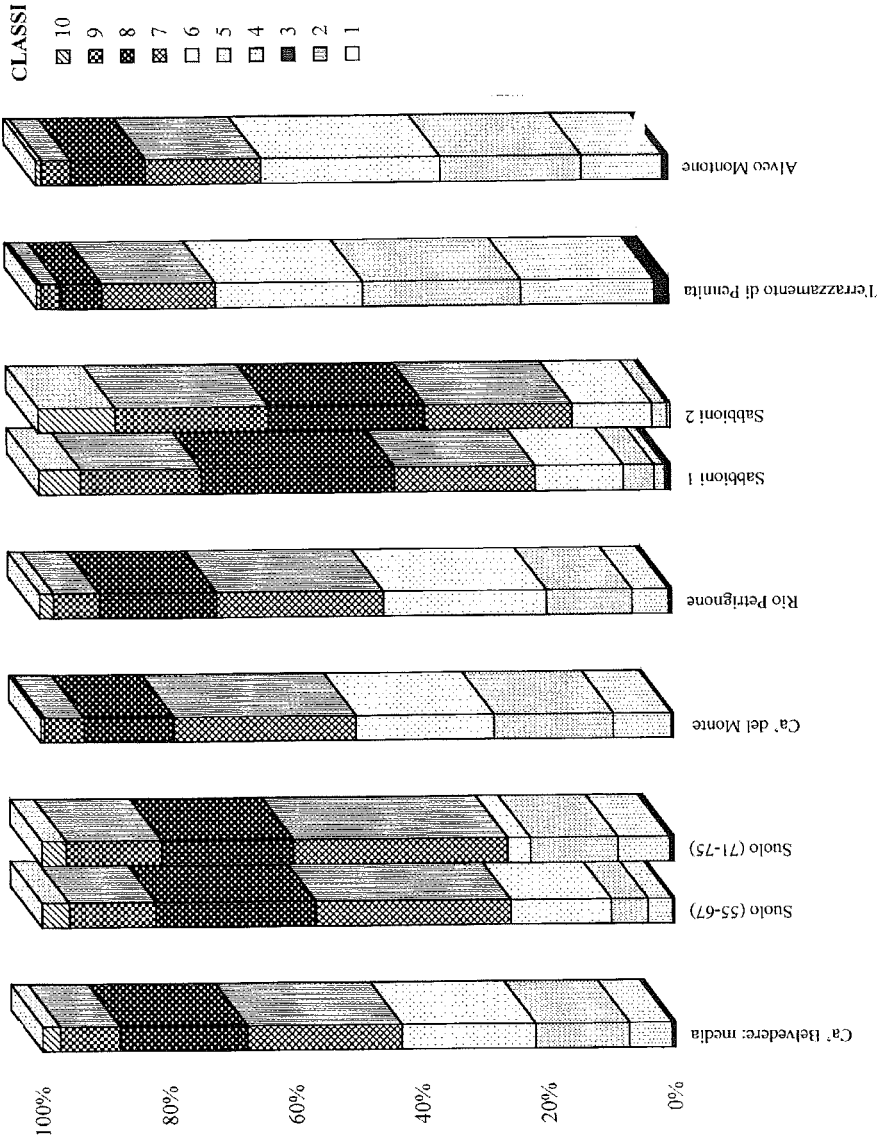 CLASSI
10
9
8
7
6
5
4
3
2
1
100%
80%
60%
40%
20%
0%
Ca' Belvedere: media
Suolo (55-67)
Suolo (71-75)
Ca' del Monte
Rio Petrignone
Sabbioni 1
Sabbioni 2
Terrazzamento di Pennita
Alveo Montone